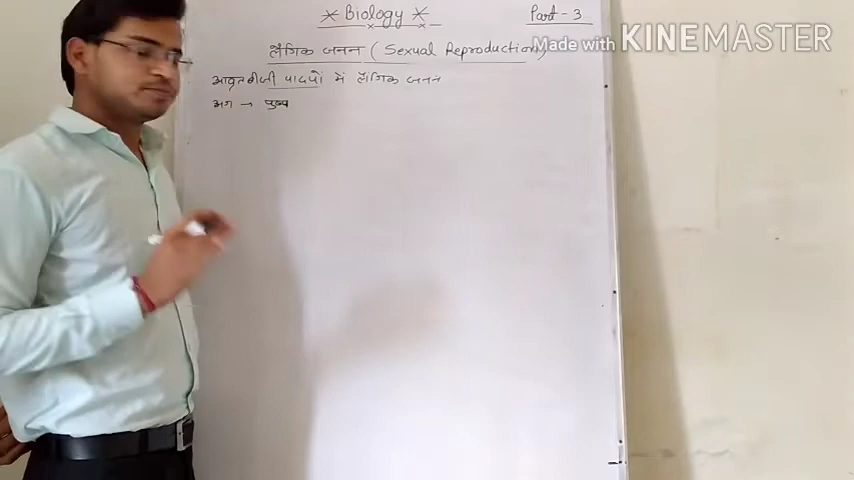 Biology
Part - 3
लैंगिक जनन (Sexual Reproduction)
Made with KINEMASTER
आवृतबीजी पादपों में लैंगिक जनन
अंग → पुष्प